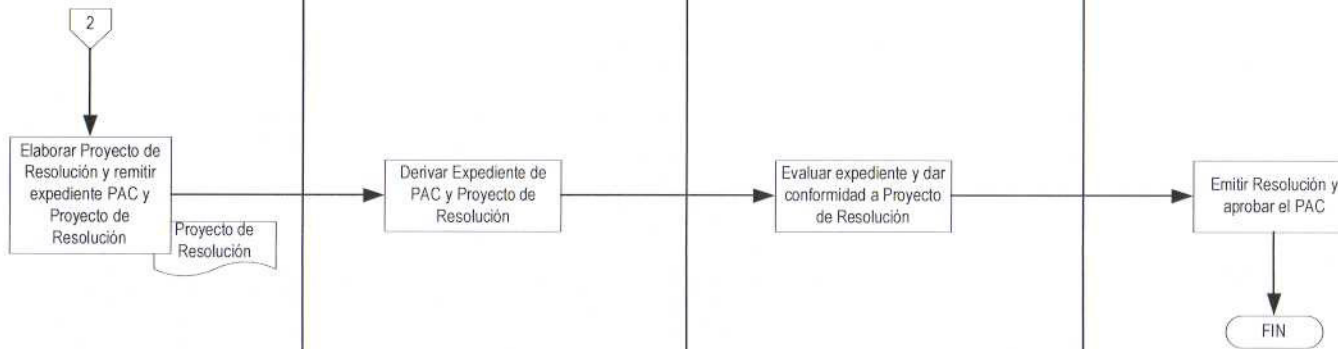 2
Elaborar Proyecto de
Resolución y remitir
expediente PAC y
Proyecto de
Resolución
Proyecto de
Resolución
Derivar Expediente de
PAC y Proyecto de
Resolución
Evaluar expediente y dar
conformidad a Proyecto
de Resolución
Emitir Resolución y
aprobar el PAC
FIN